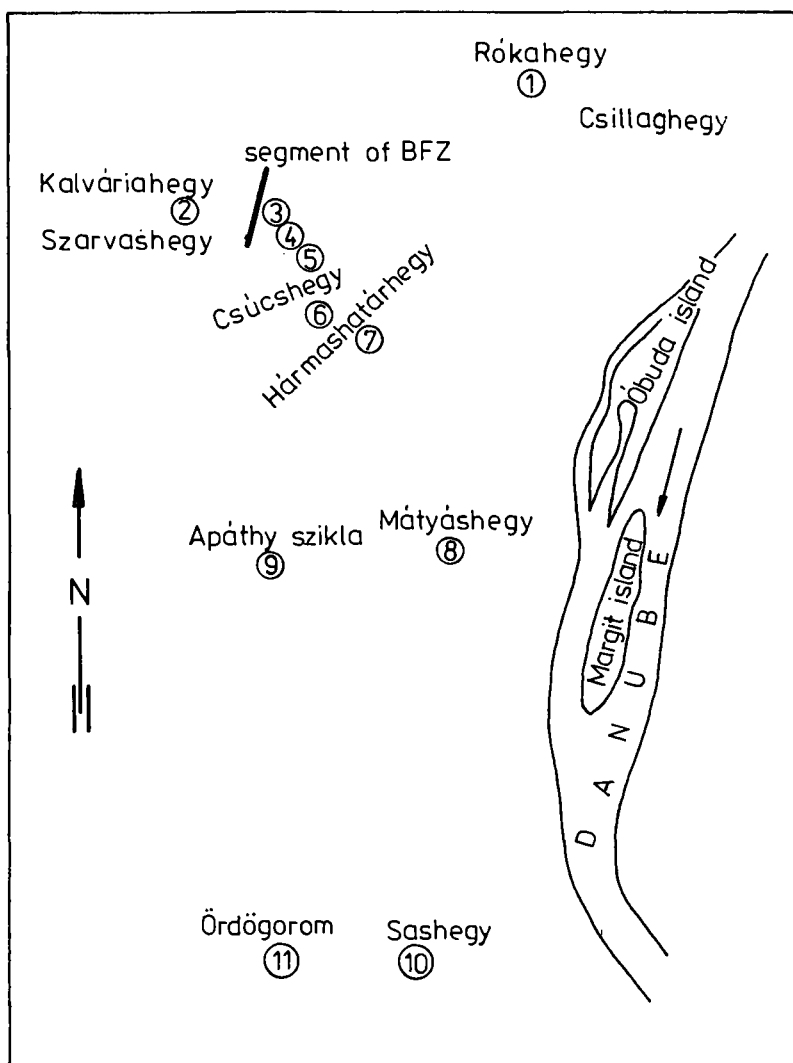 Rókahegy
1
Csillaghegy
segment of BFZ
Kalváriahegy
2
3
Szarvashegy
4
5
Csúcshegy
6
Hármashatárhegy
7
Óbuda island
N
Apáthy szikla
9
Mátyáshegy
8
Margit island
DANUBE
Ördögorom
11
Sashegy
10